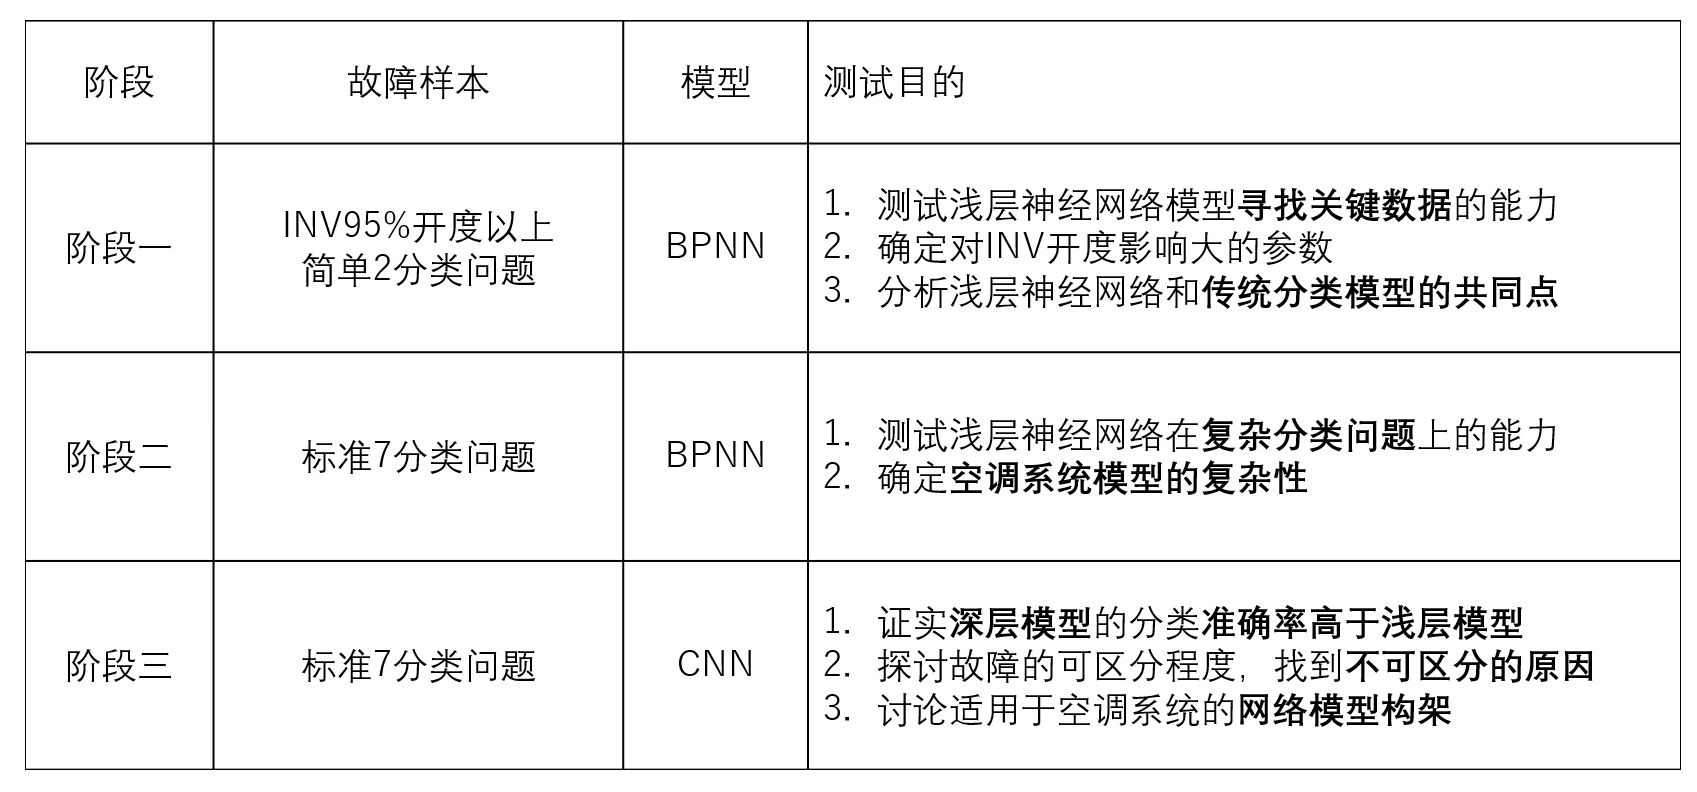 阶段 故障样本 模型 测试目的
阶段一
INV95%开度以上
简单2分类问题
BPNN
1. 测试浅层神经网络模型寻找关键数据的能力
2. 确定对INV开度影响大的参数
3. 分析浅层神经网络和传统分类模型的共同点
阶段二
标准7分类问题
BPNN
1. 测试浅层神经网络在复杂分类问题上的能力
2. 确定空调系统模型的复杂性
阶段三
标准7分类问题
CNN
1. 证实深层模型的分类准确率高于浅层模型
2. 探讨故障的可区分程度，找到不可区分的原因
3. 讨论适用于空调系统的网络模型构架